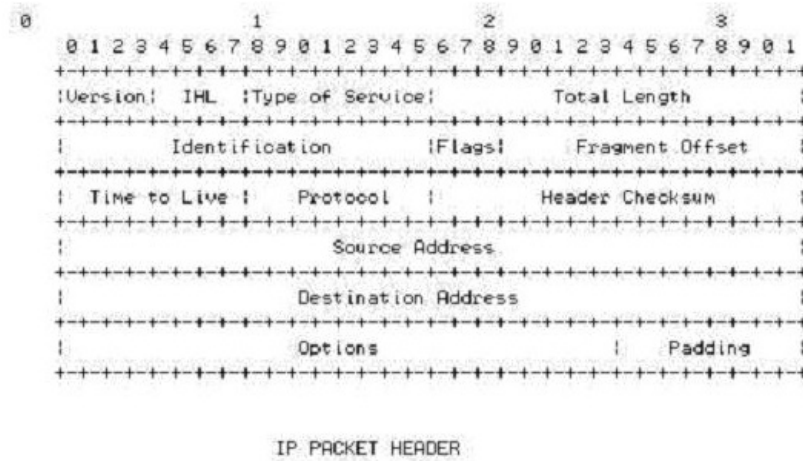 0 1 2 3
0 1 2 3 4 5 6 7 8 9 0 1 2 3 4 5 6 7 8 9 0 1 2 3 4 5 6 7 8 9 0 1
+-+-+-+-+-+-+-+-+-+-+-+-+-+-+-+-+-+-+-+-+-+-+-+-+-+-+-+-+-+-+-+-+
|Version| IHL |Type of Service| Total Length |
+-+-+-+-+-+-+-+-+-+-+-+-+-+-+-+-+-+-+-+-+-+-+-+-+-+-+-+-+-+-+-+-+
| Identification |Flags| Fragment Offset |
+-+-+-+-+-+-+-+-+-+-+-+-+-+-+-+-+-+-+-+-+-+-+-+-+-+-+-+-+-+-+-+-+
| Time to Live | Protocol | Header Checksum |
+-+-+-+-+-+-+-+-+-+-+-+-+-+-+-+-+-+-+-+-+-+-+-+-+-+-+-+-+-+-+-+-+
| Source Address |
+-+-+-+-+-+-+-+-+-+-+-+-+-+-+-+-+-+-+-+-+-+-+-+-+-+-+-+-+-+-+-+-+
| Destination Address |
+-+-+-+-+-+-+-+-+-+-+-+-+-+-+-+-+-+-+-+-+-+-+-+-+-+-+-+-+-+-+-+-+
| Options | Padding |
+-+-+-+-+-+-+-+-+-+-+-+-+-+-+-+-+-+-+-+-+-+-+-+-+-+-+-+-+-+-+-+-+
IP PACKET HEADER